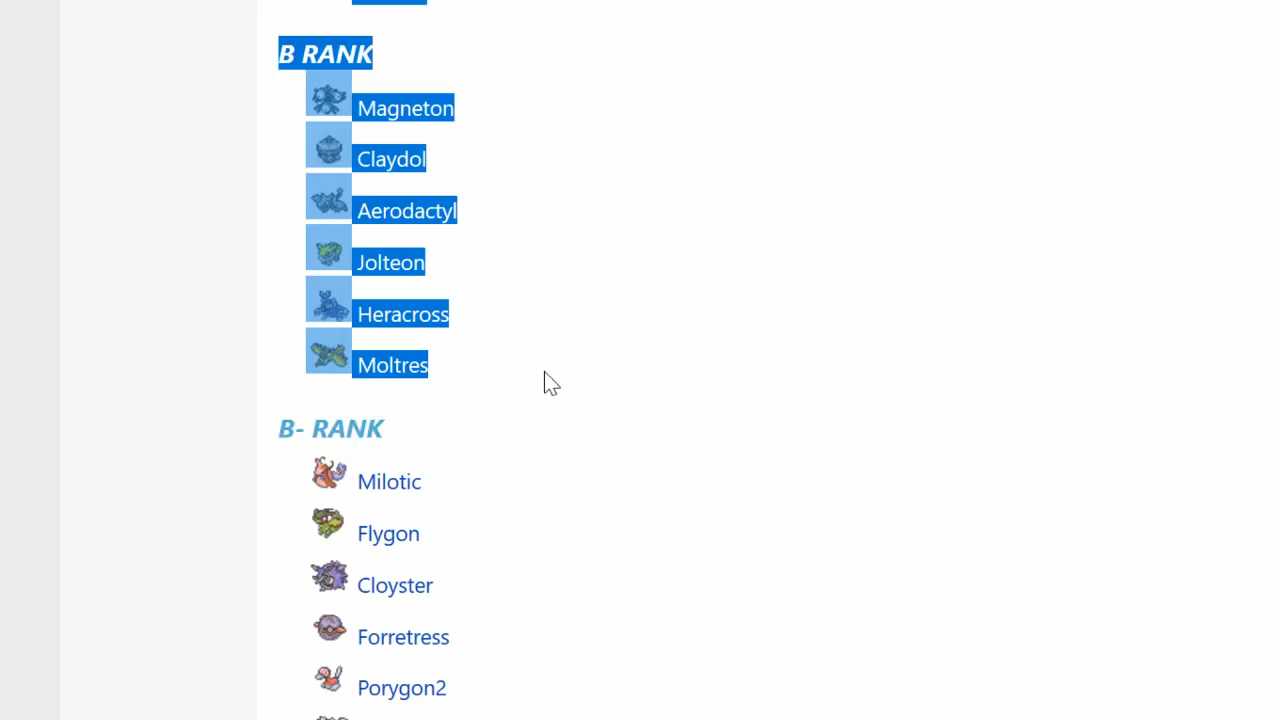 B RANK
Magneton
Claydol
Aerodactyl
Jolteon
Heracross
Moltres
B- RANK
Milotic
Flygon
Cloyster
Forretress
Porygon2